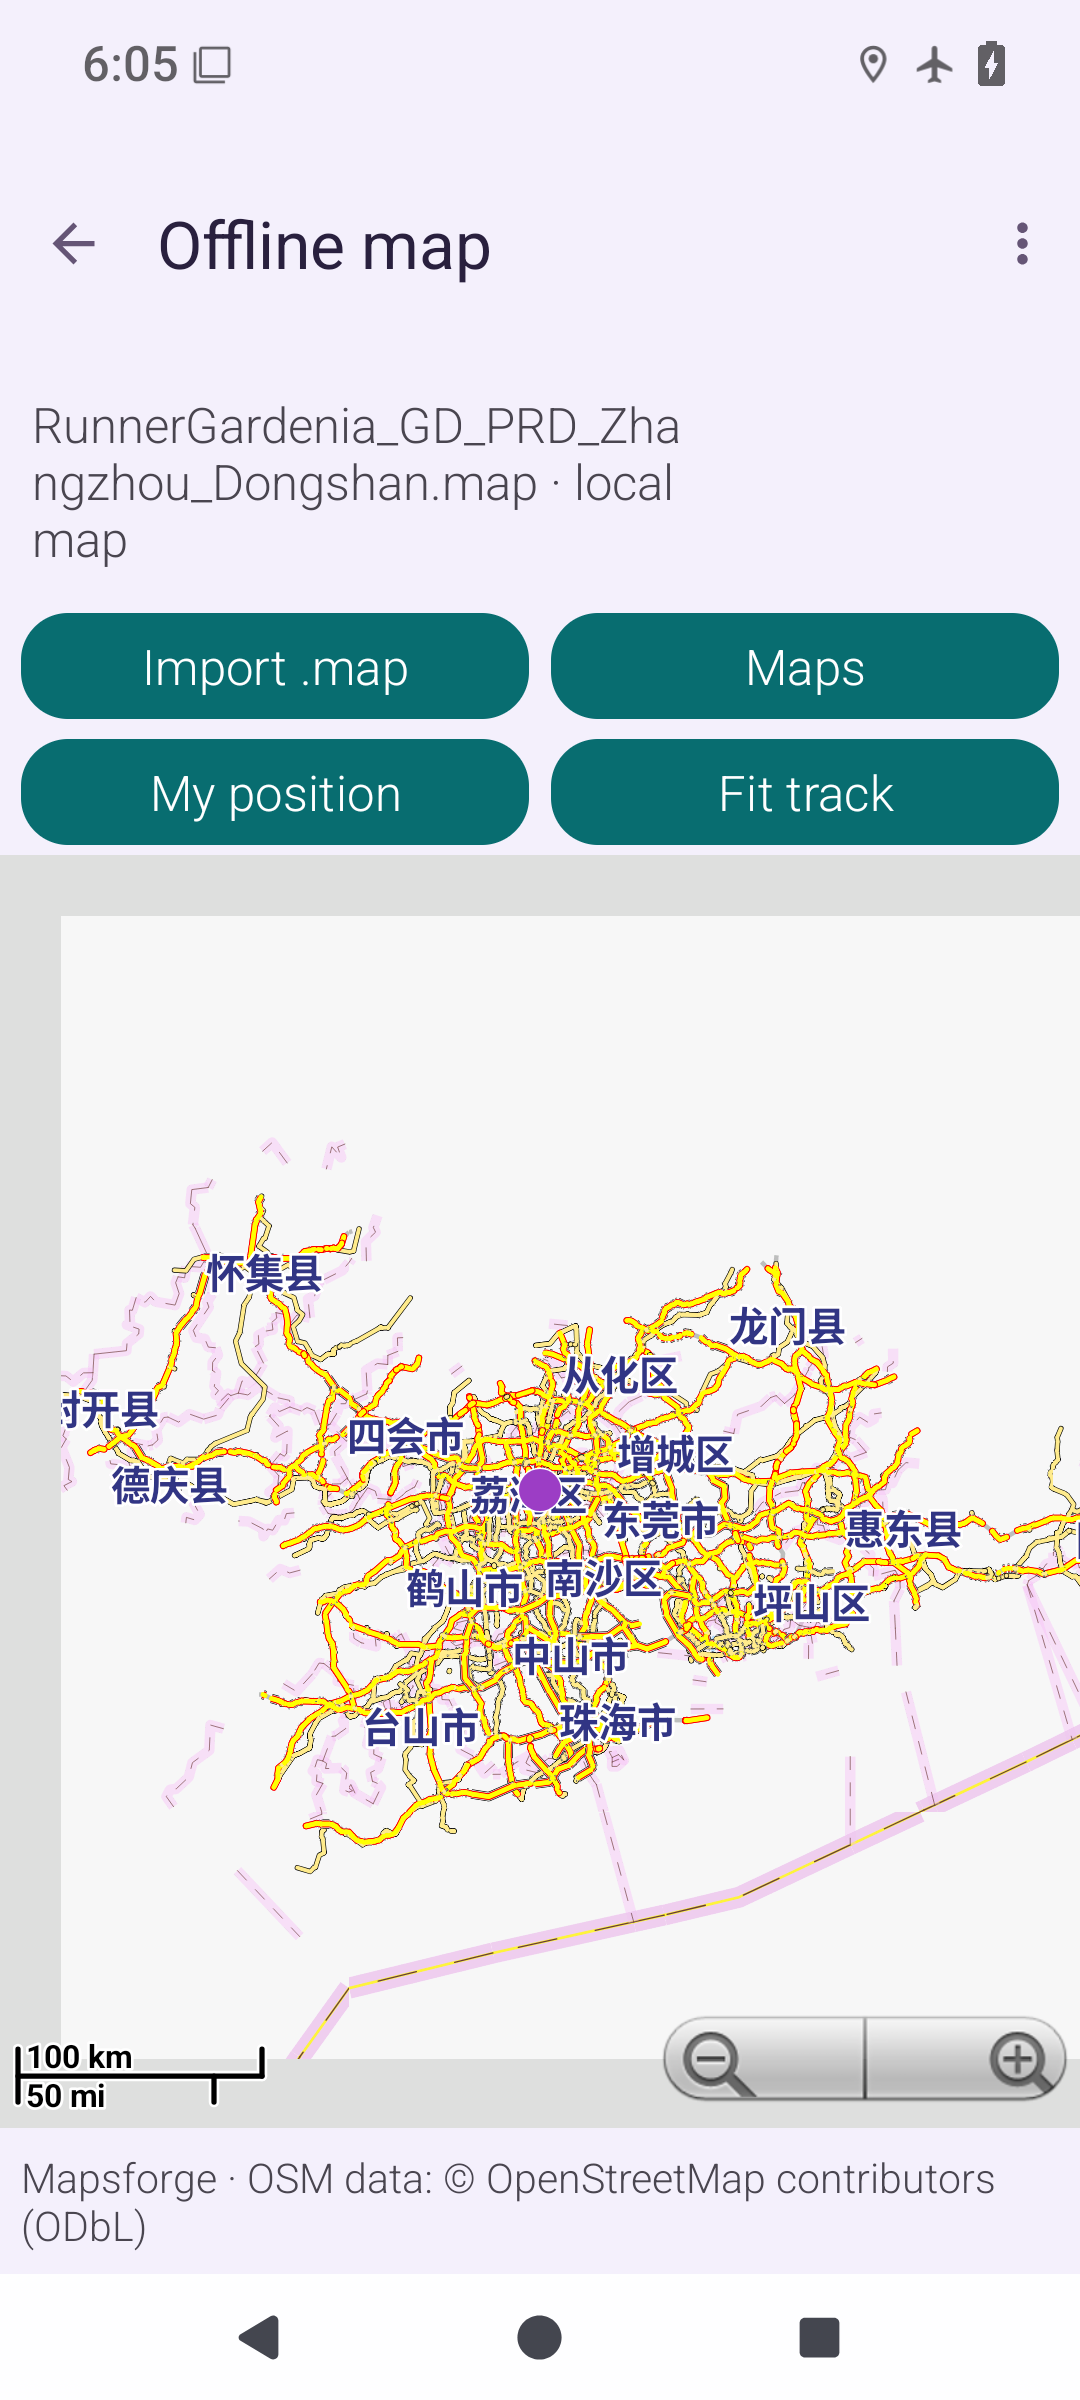 6:05
Offline map
RunnerGardenia_GD_PRD_Zha
ngzhou_Dongshan.map · local
map
Import .map
Maps
My position
Fit track
怀集县
龙门县
从化区
封开县
四会市
增城区
德庆县
东莞市
惠东县
鹤山市
南沙区
坪山区
中山市
台山市
珠海市
100 km
50 mi
Mapsforge · OSM data: © OpenStreetMap contributors
(ODbL)